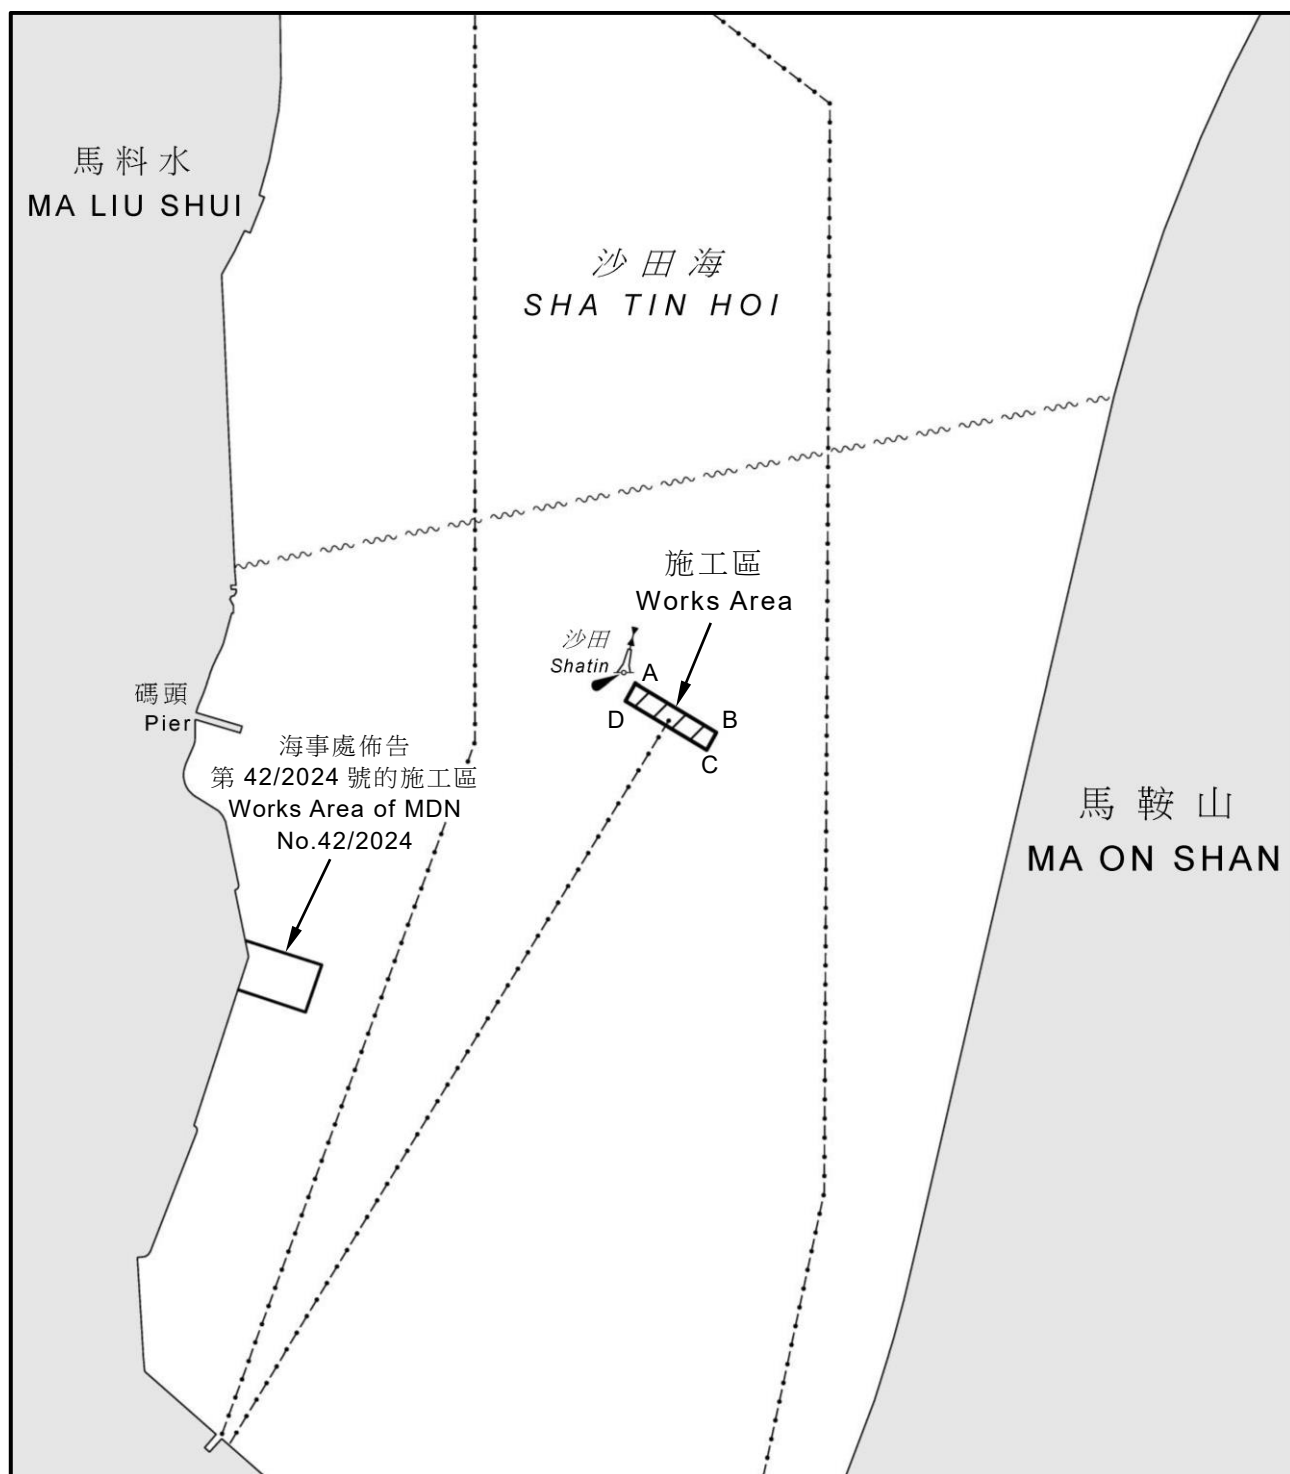 馬料水
MA LIU SHUI
沙田海
SHA TIN HOI
施工區
Works Area
沙田
Shatin
A
B
C
D
碼頭
Pier
海事處佈告
第 42/2024 號的施工區
Works Area of MDN
No.42/2024
馬鞍山
MA ON SHAN